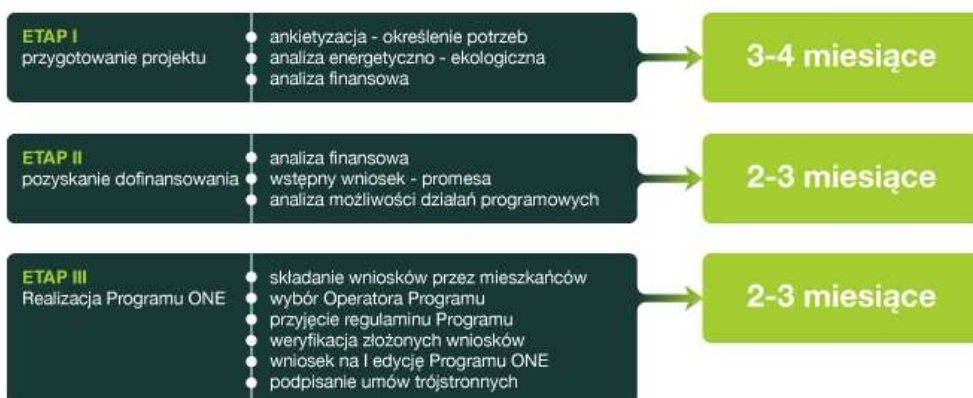 ETAP I
przygotowanie projektu
ankietyzacja - określenie potrzeb
analiza energetyczno - ekologiczna
analiza finansowa
3-4 miesiące
ETAP II
pozyskanie dofinansowania
analiza finansowa
wstępny wniosek - promesa
analiza możliwości działań programowych
2-3 miesiące
ETAP III
Realizacja Programu ONE
składanie wniosków przez mieszkańców
wybór Operatora Programu
przyjęcie regulaminu Programu
weryfikacja złożonych wniosków
wniosek na I edycję Programu ONE
podpisanie umów trójstronnych
2-3 miesiące